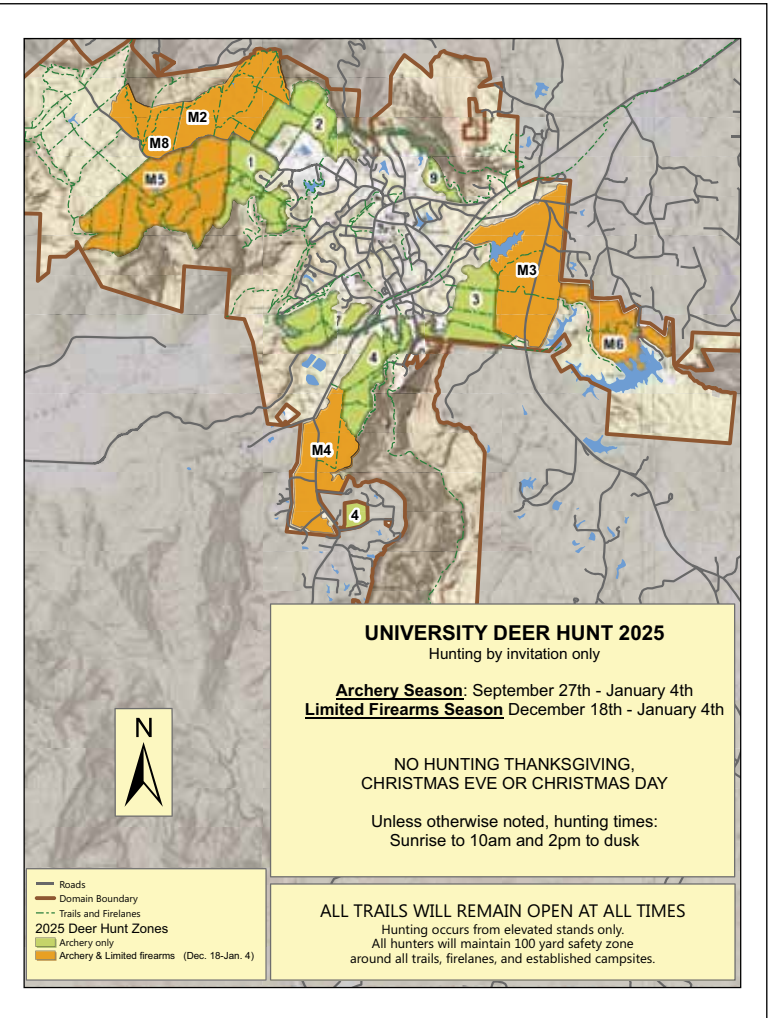 M2
2
M8
1
M5
9
M3
3
7
M6
4
M4
4
UNIVERSITY DEER HUNT 2025
Hunting by invitation only
Archery Season: September 27th - January 4th
Limited Firearms Season December 18th - January 4th
NO HUNTING THANKSGIVING,
CHRISTMAS EVE OR CHRISTMAS DAY
Unless otherwise noted, hunting times:
Sunrise to 10am and 2pm to dusk
N
Roads
Domain Boundary
Trails and Firelanes
2025 Deer Hunt Zones
Archery only
Archery & Limited firearms (Dec. 18-Jan. 4)
ALL TRAILS WILL REMAIN OPEN AT ALL TIMES
Hunting occurs from elevated stands only.
All hunters will maintain 100 yard safety zone
around all trails, firelanes, and established campsites.